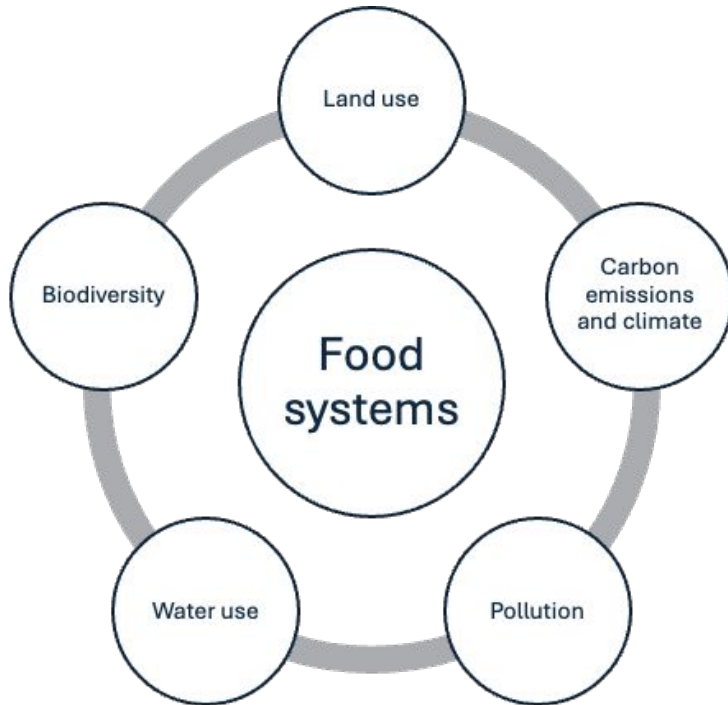 Land use
Carbon
emissions
and climate
Biodiversity
Food
systems
Water use
Pollution